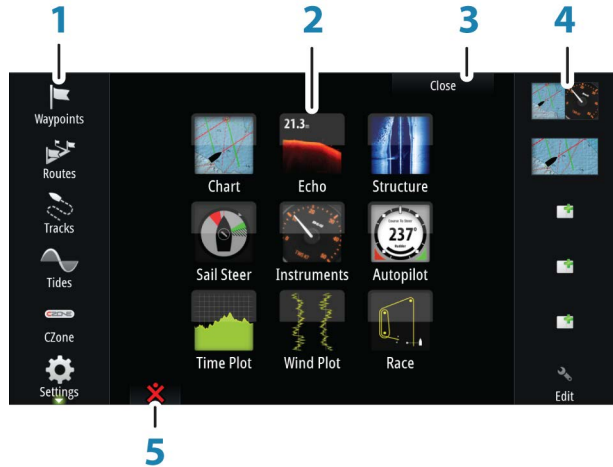 1
2
3
4
Close
Waypoints
Routes
Tracks
Tides
CZONE
CZone
Settings
21.3
Chart
Echo
Structure
237°
Sail Steer
Instruments
Autopilot
Time Plot
Wind Plot
Race
Edit
5